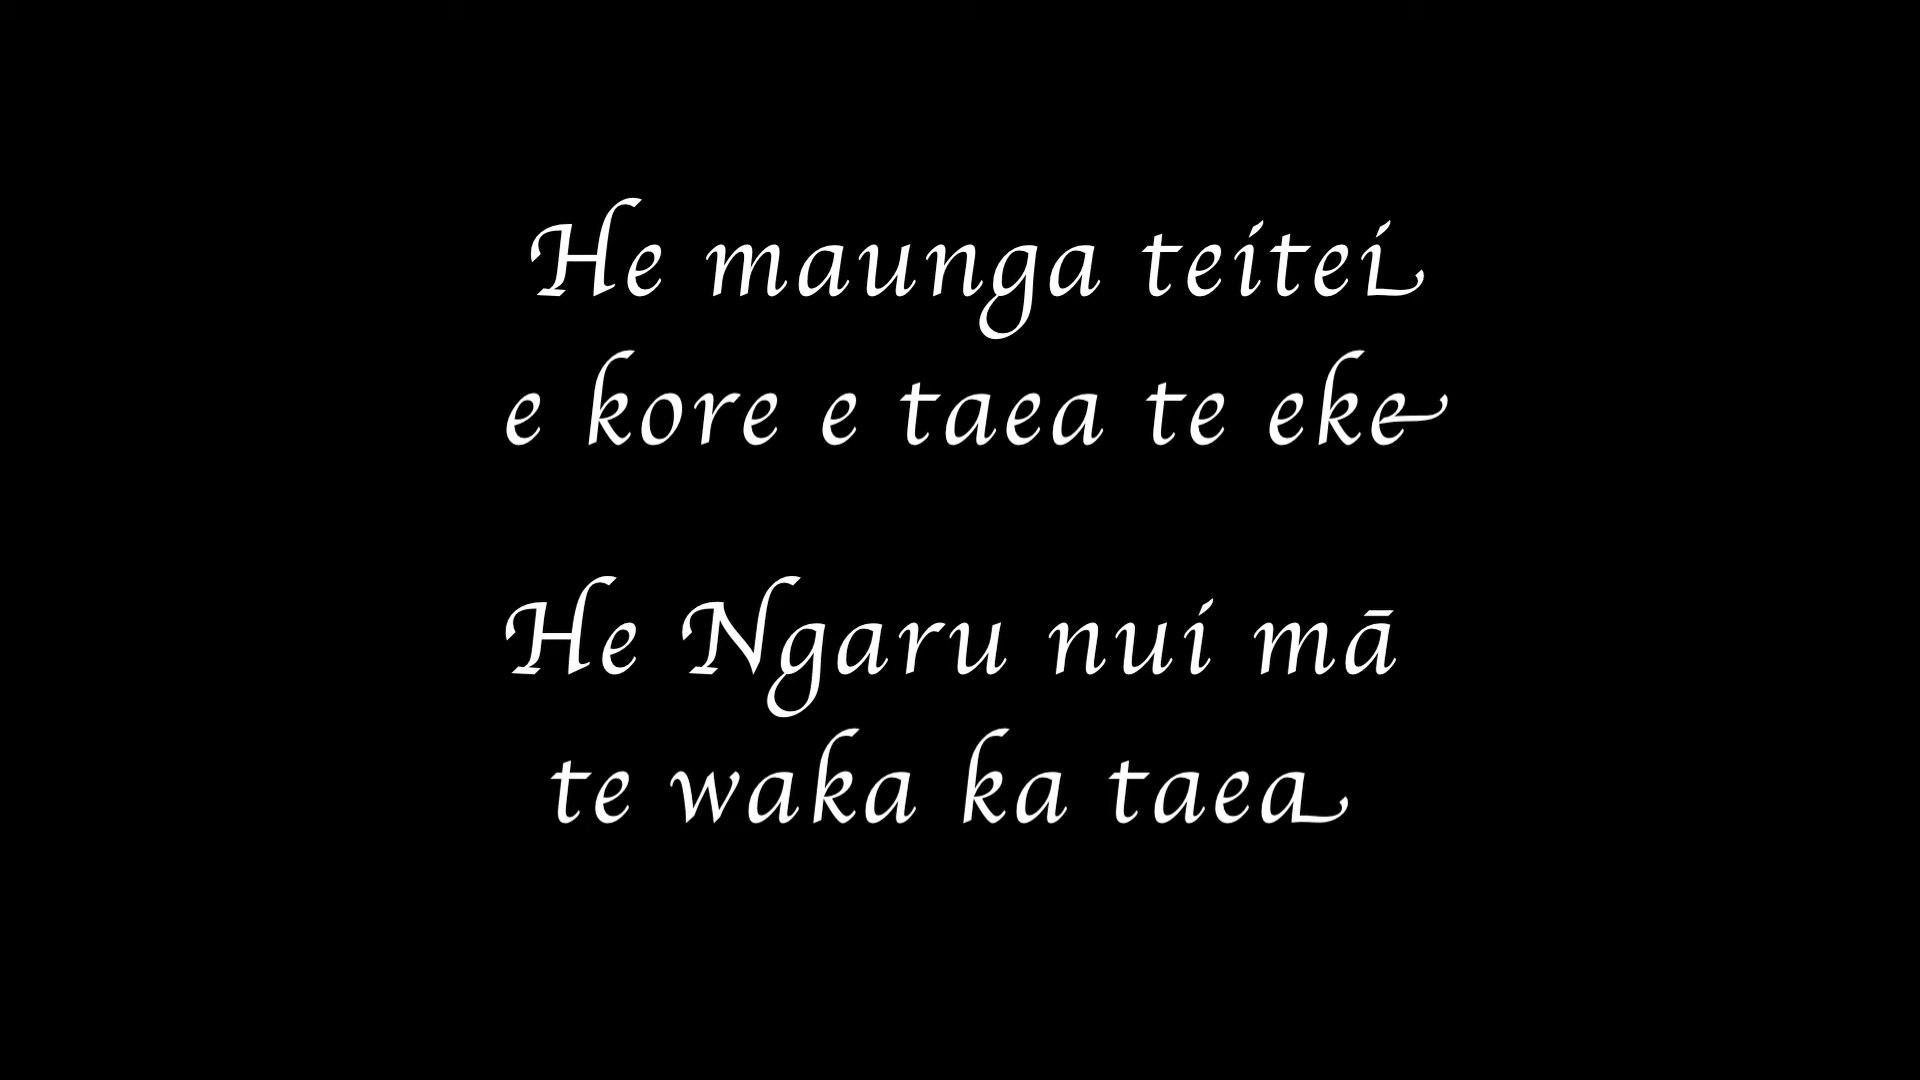 He maunga teitei
e kore e taea te eke
He Ngaru nui mā
te waka ka taea